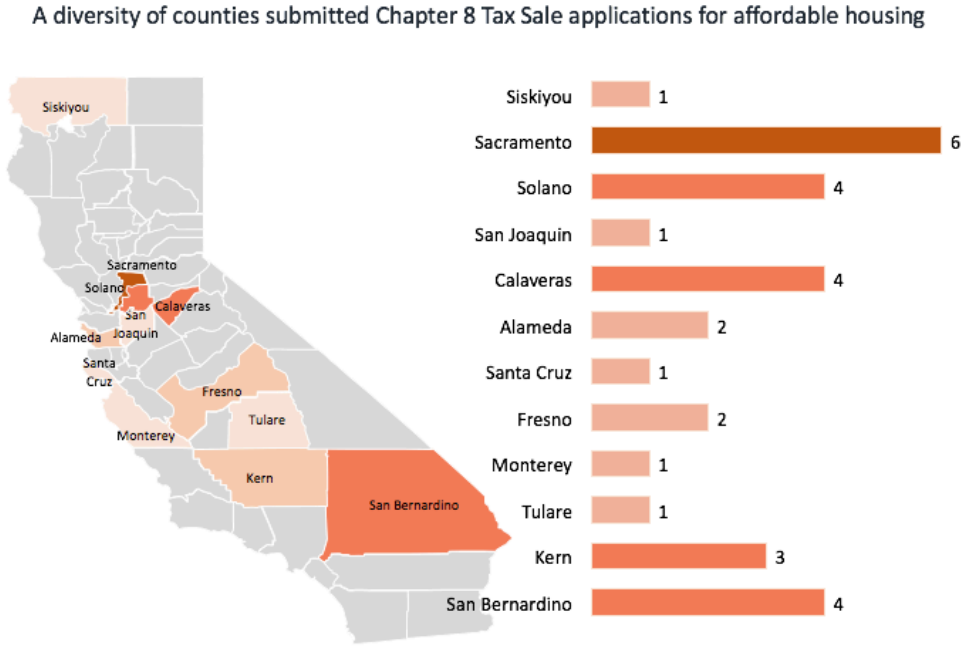 A diversity of counties submitted Chapter 8 Tax Sale applications for affordable housing
Siskiyou
Sacramento
Solano
Calaveras
San
Joaquin
Alameda
Santa
Cruz
Fresno
Tulare
Monterey
Kern
San Bernardino
Siskiyou 1
Sacramento 6
Solano 4
San Joaquin 1
Calaveras 4
Alameda 2
Santa Cruz 1
Fresno 2
Monterey 1
Tulare 1
Kern 3
San Bernardino 4